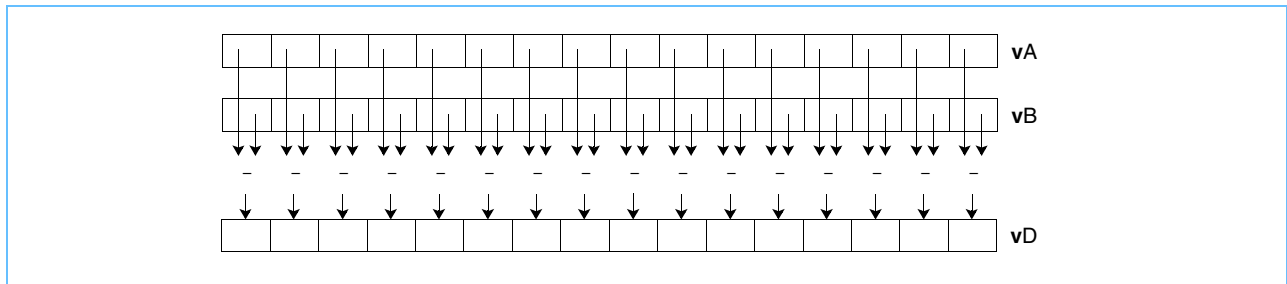 vA
vB
– – – – – – – – – – – – – – – –
vD